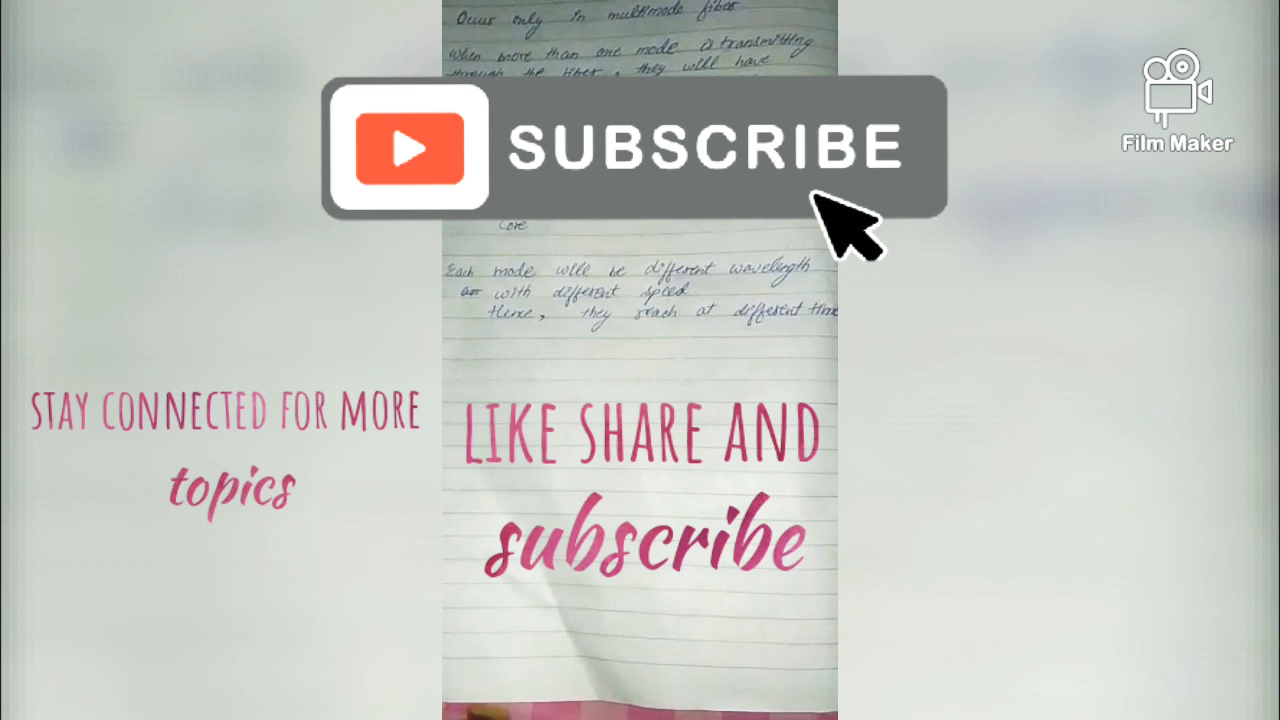 Occur only in multimode fiber
When more than one mode is transmitting
through the fiber, they will have
SUBSCRIBE
Film Maker
Core
Each mode will be different wavelength
with different speed
Hence, they reach at different time
STAY CONNECTED FOR MORE
topics
LIKE SHARE AND
subscribe